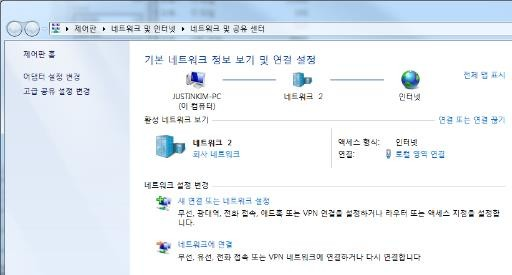 제어판 ▸ 네트워크 및 인터넷 ▸ 네트워크 및 공유 센터
제어판 홈
어댑터 설정 변경
고급 공유 설정 변경
기본 네트워크 정보 보기 및 연결 설정
전체 맵 표시
JUSTINKIM-PC
(이 컴퓨터)
네트워크 2
인터넷
활성 네트워크 보기
연결 또는 연결 끊기
네트워크 2
회사 네트워크
액세스 형식: 인터넷
연결: 로컬 영역 연결
네트워크 설정 변경
새 연결 또는 네트워크 설정
무선, 광대역, 전화 접속, 애드혹 또는 VPN 연결을 설정하거나 라우터 또는 액세스 지점을 설정합
니다.
네트워크에 연결
무선, 유선, 전화 접속 또는 VPN 네트워크에 연결하거나 다시 연결합니다